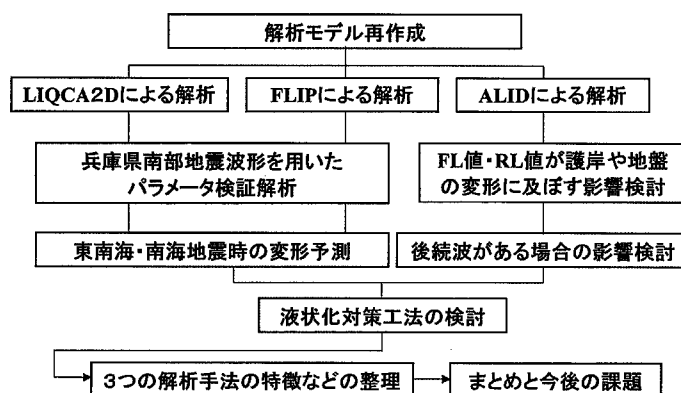 解析モデル再作成
LIQCA2Dによる解析
FLIPによる解析
ALIDによる解析
兵庫県南部地震波形を用いた
パラメータ検証解析
FL値・RL値が護岸や地盤
の変形に及ぼす影響検討
東南海・南海地震時の変形予測
後続波がある場合の影響検討
液状化対策工法の検討
3つの解析手法の特徴などの整理
まとめと今後の課題